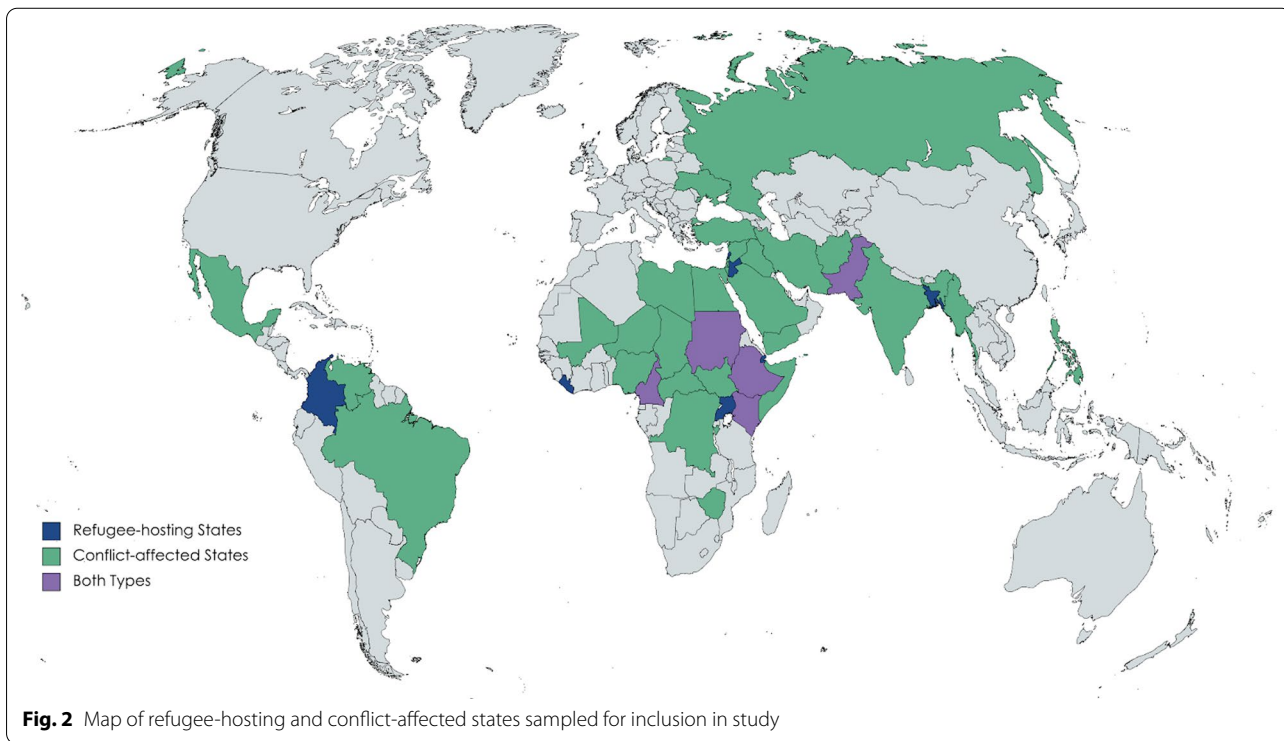 Refugee-hosting States
Conflict-affected States
Both Types
Fig. 2 Map of refugee-hosting and conflict-affected states sampled for inclusion in study